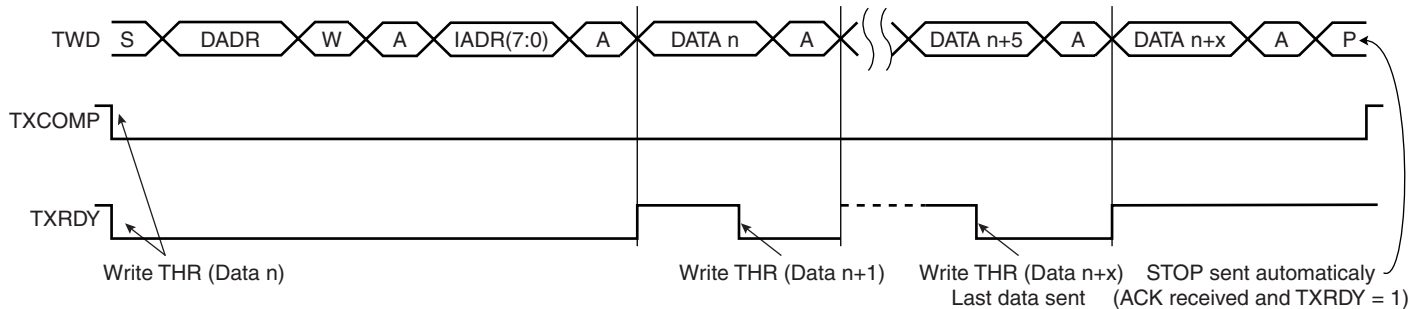 TWD S DADR W A IADR(7:0) A DATA n A DATA n+5 A DATA n+x A P
TXCOMP
TXRDY
Write THR (Data n) Write THR (Data n+1) Write THR (Data n+x) STOP sent automaticaly
Last data sent (ACK received and TXRDY = 1)